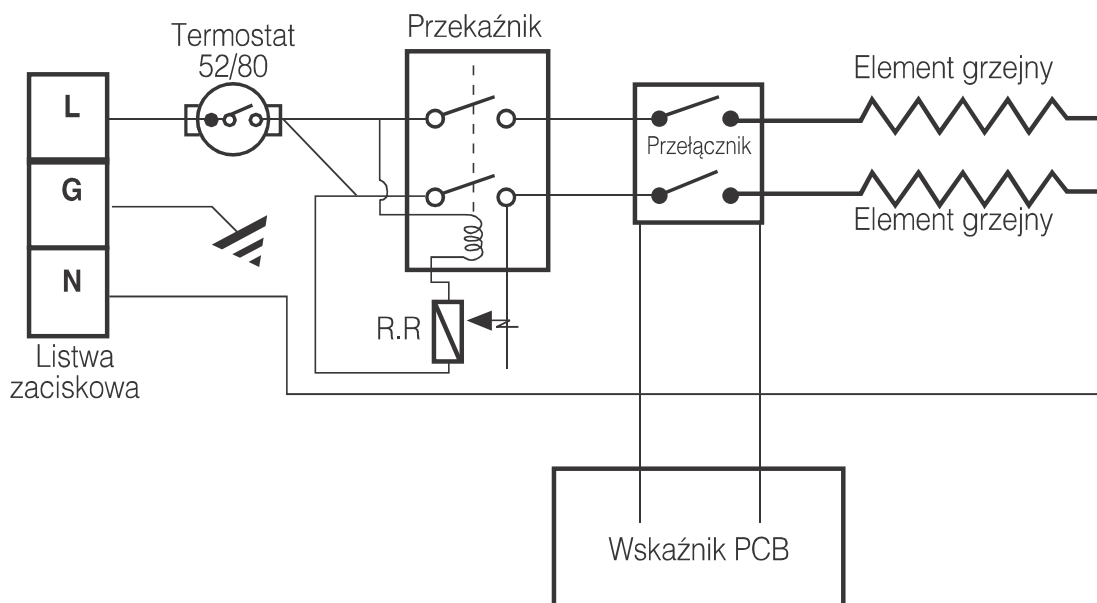 Przekaźnik
Termostat
52/80
Element grzejny
L
Przełącznik
G
Element grzejny
N
R.R
Listwa
zaciskowa
Wskaźnik PCB